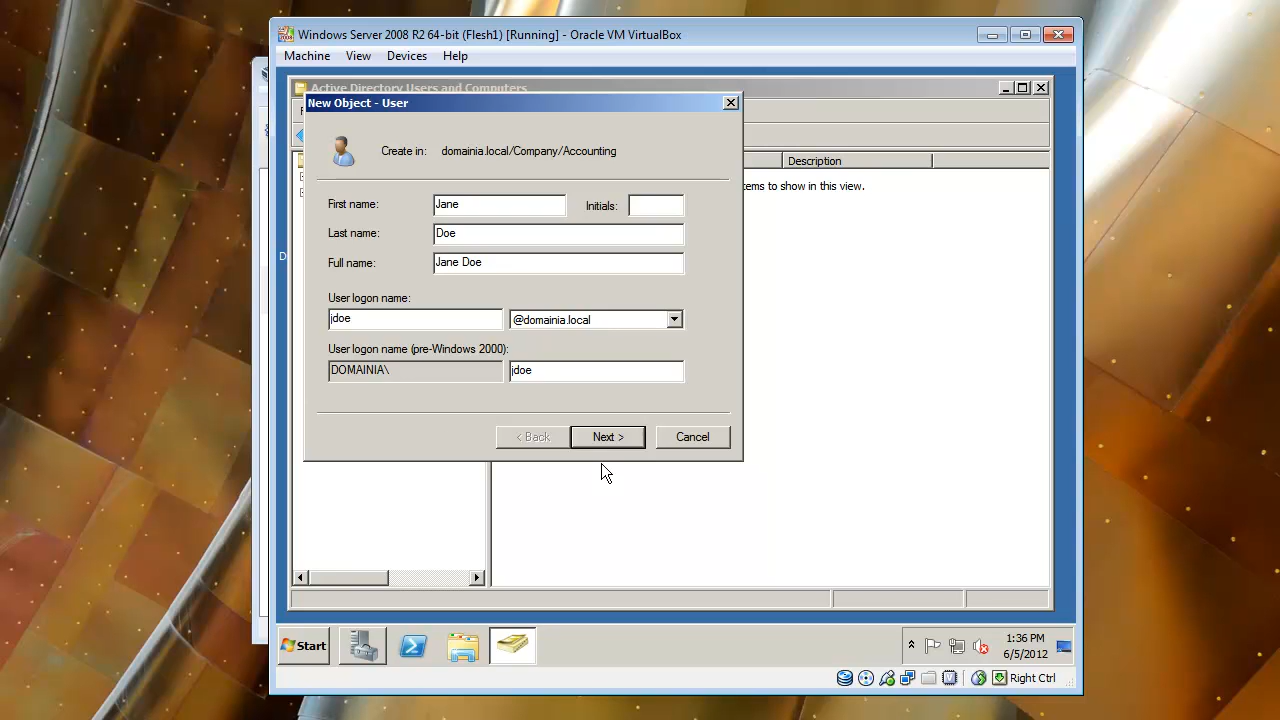 Windows Server 2008 R2 64-bit (Flesh1) [Running] - Oracle VM VirtualBox
Machine View Devices Help
Active Directory Users and Computers
New Object - User
Create in: domainia.local/Company/Accounting
Description
First name: Jane Initials:
Last name: Doe
Full name: Jane Doe
User logon name:
jdoe @domainia.local
User logon name (pre-Windows 2000):
DOMAINIA\ jdoe
< Back Next > Cancel
in this view.
Start
1:36 PM
6/5/2012
Right Ctrl